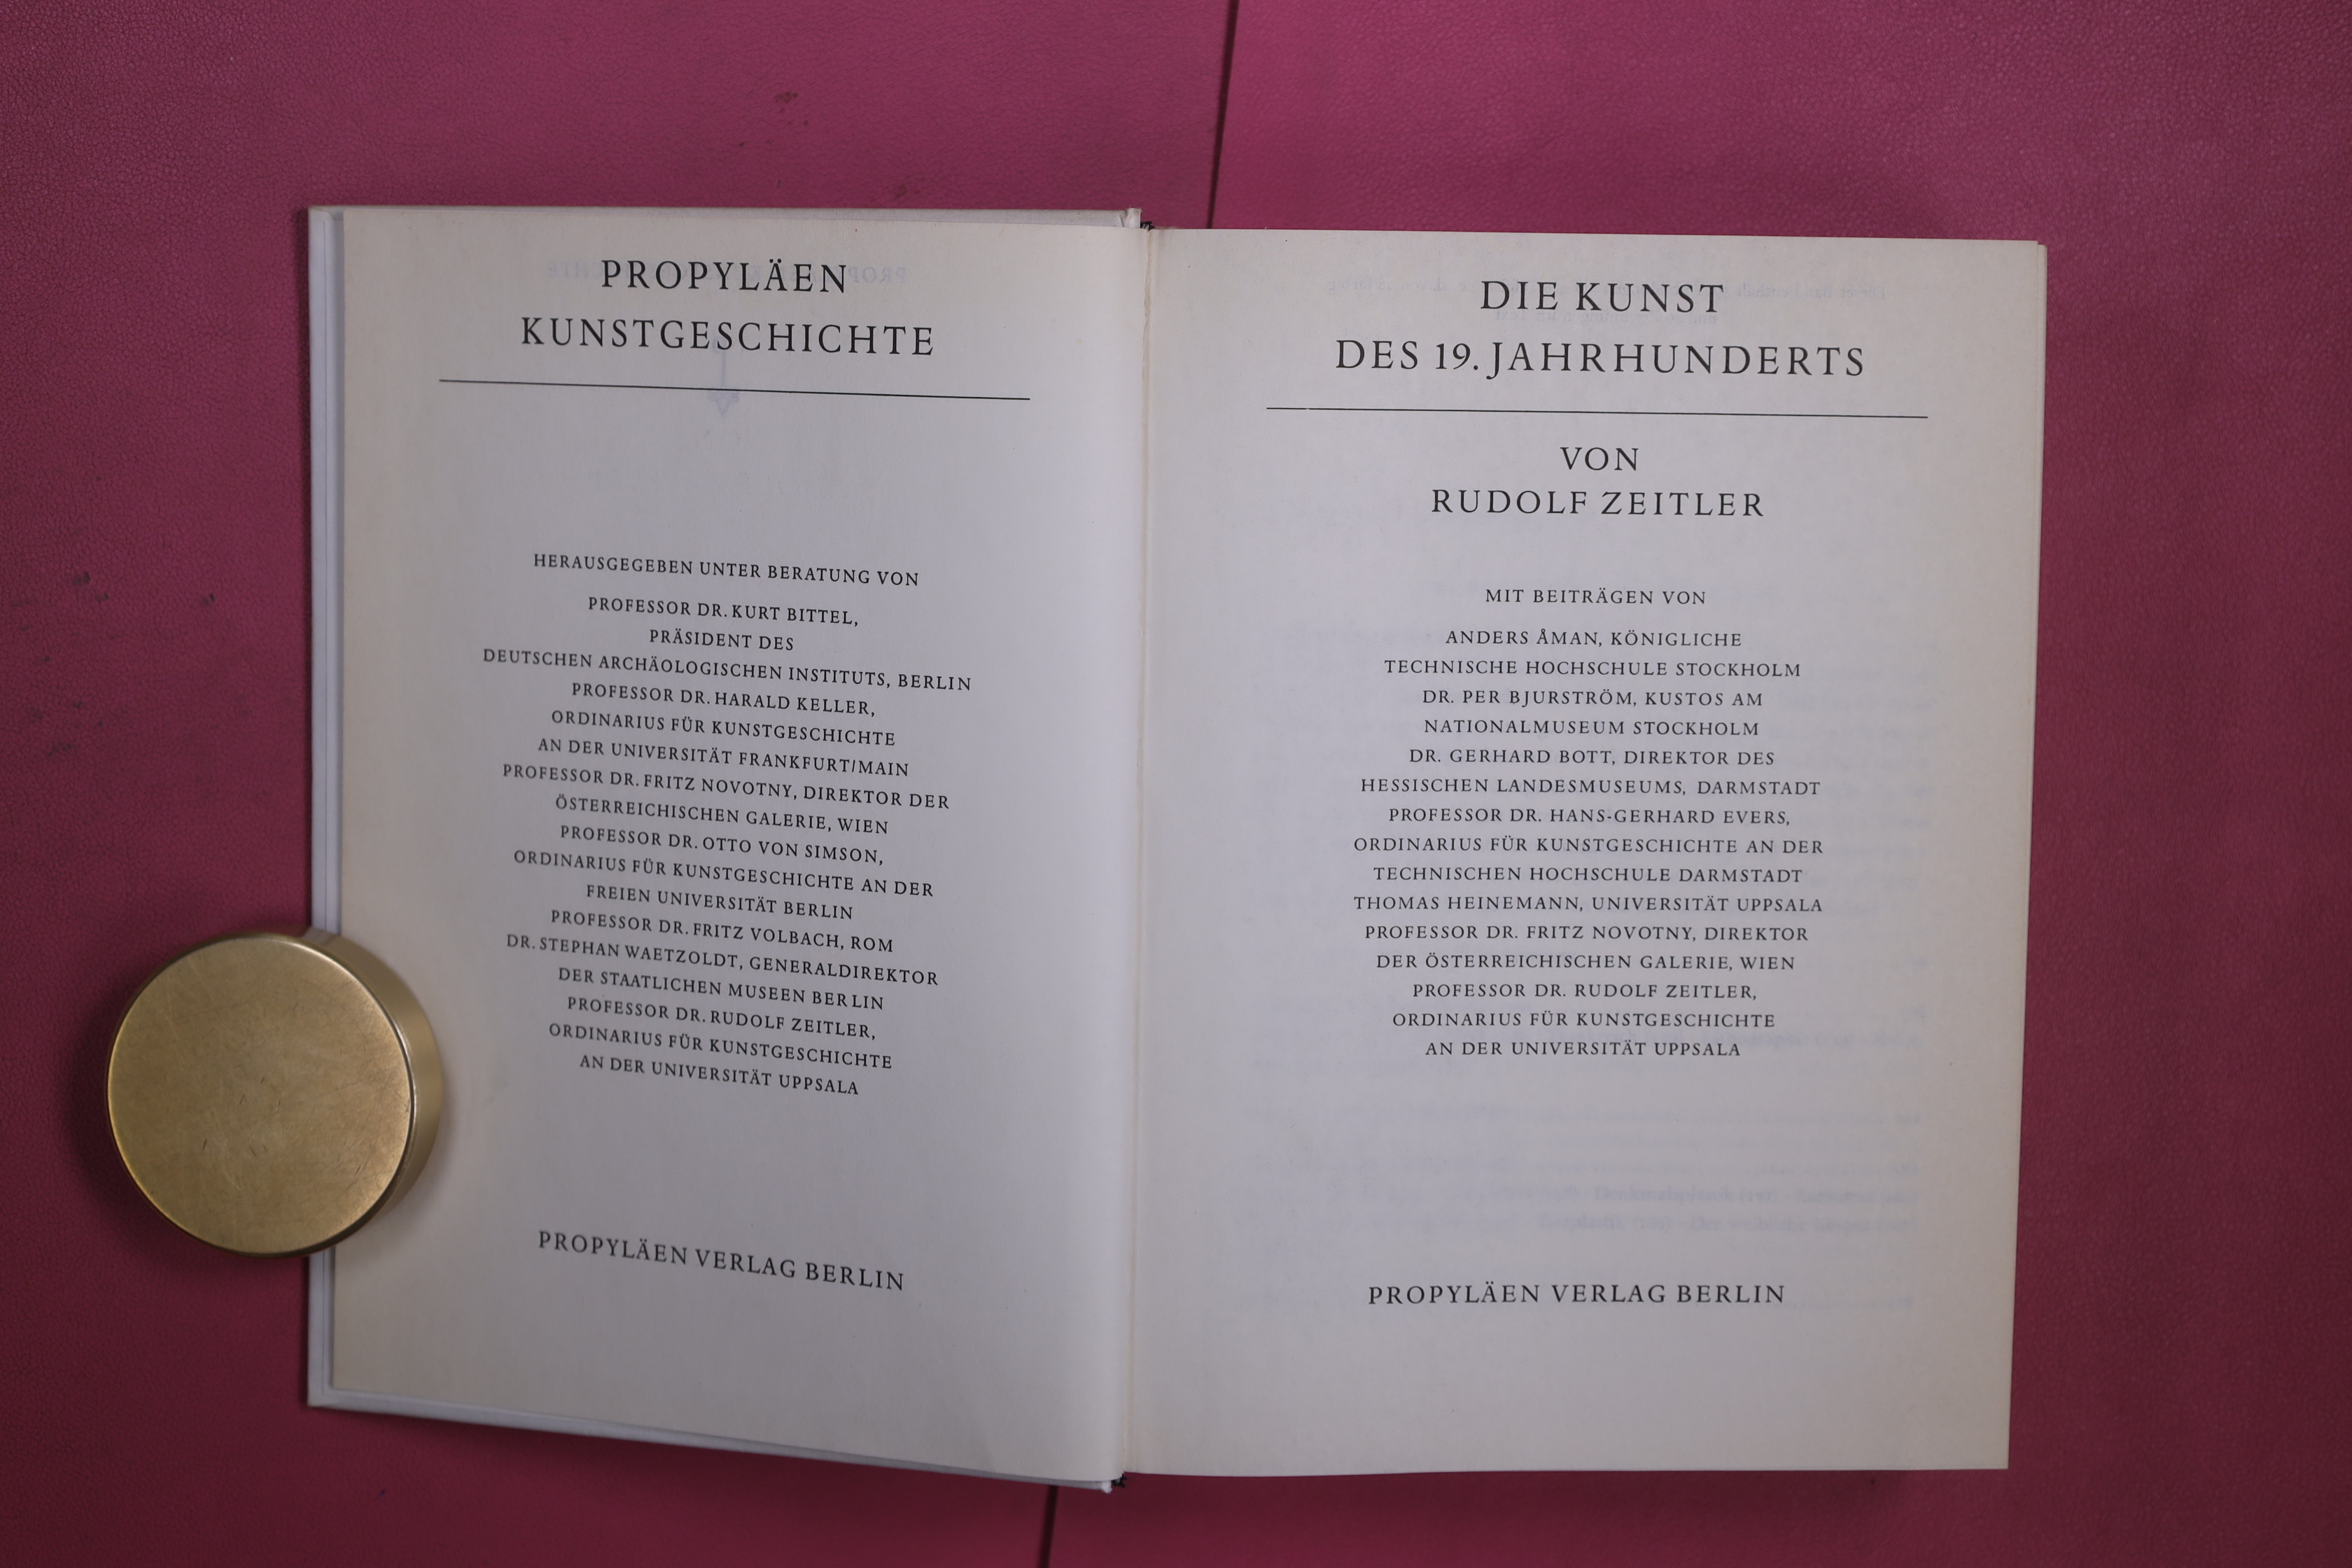 PROPYLÄEN
KUNSTGESCHICHTE
HERAUSGEGEBEN UNTER BERATUNG VON
PROFESSOR DR. KURT BITTEL,
PRÄSIDENT DES
DEUTSCHEN ARCHÄOLOGISCHEN INSTITUTS, BERLIN
PROFESSOR DR. HARALD KELLER,
ORDINARIUS FÜR KUNSTGESCHICHTE
AN DER UNIVERSITÄT FRANKFURT/MAIN
PROFESSOR DR. FRITZ NOVOTNY, DIREKTOR DER
ÖSTERREICHISCHEN GALERIE, WIEN
PROFESSOR DR. OTTO VON SIMSON,
ORDINARIUS FÜR KUNSTGESCHICHTE AN DER
FREIEN UNIVERSITÄT BERLIN
PROFESSOR DR. FRITZ VOLBACH, ROM
DR. STEPHAN WAETZOLDT, GENERALDIREKTOR
DER STAATLICHEN MUSEEN BERLIN
PROFESSOR DR. RUDOLF ZEITLER,
ORDINARIUS FÜR KUNSTGESCHICHTE
AN DER UNIVERSITÄT UPPSALA
PROPYLÄEN VERLAG BERLIN
DIE KUNST
DES 19. JAHRHUNDERTS
VON
RUDOLF ZEITLER
MIT BEITRÄGEN VON
ANDERS ÅMAN, KÖNIGLICHE
TECHNISCHE HOCHSCHULE STOCKHOLM
DR. PER BJURSTRÖM, KUSTOS AM
NATIONALMUSEUM STOCKHOLM
DR. GERHARD BOTT, DIREKTOR DES
HESSISCHEN LANDESMUSEUMS, DARMSTADT
PROFESSOR DR. HANS-GERHARD EVERS,
ORDINARIUS FÜR KUNSTGESCHICHTE AN DER
TECHNISCHEN HOCHSCHULE DARMSTADT
THOMAS HEINEMANN, UNIVERSITÄT UPPSALA
PROFESSOR DR. FRITZ NOVOTNY, DIREKTOR
DER ÖSTERREICHISCHEN GALERIE, WIEN
PROFESSOR DR. RUDOLF ZEITLER,
ORDINARIUS FÜR KUNSTGESCHICHTE
AN DER UNIVERSITÄT UPPSALA
PROPYLÄEN VERLAG BERLIN